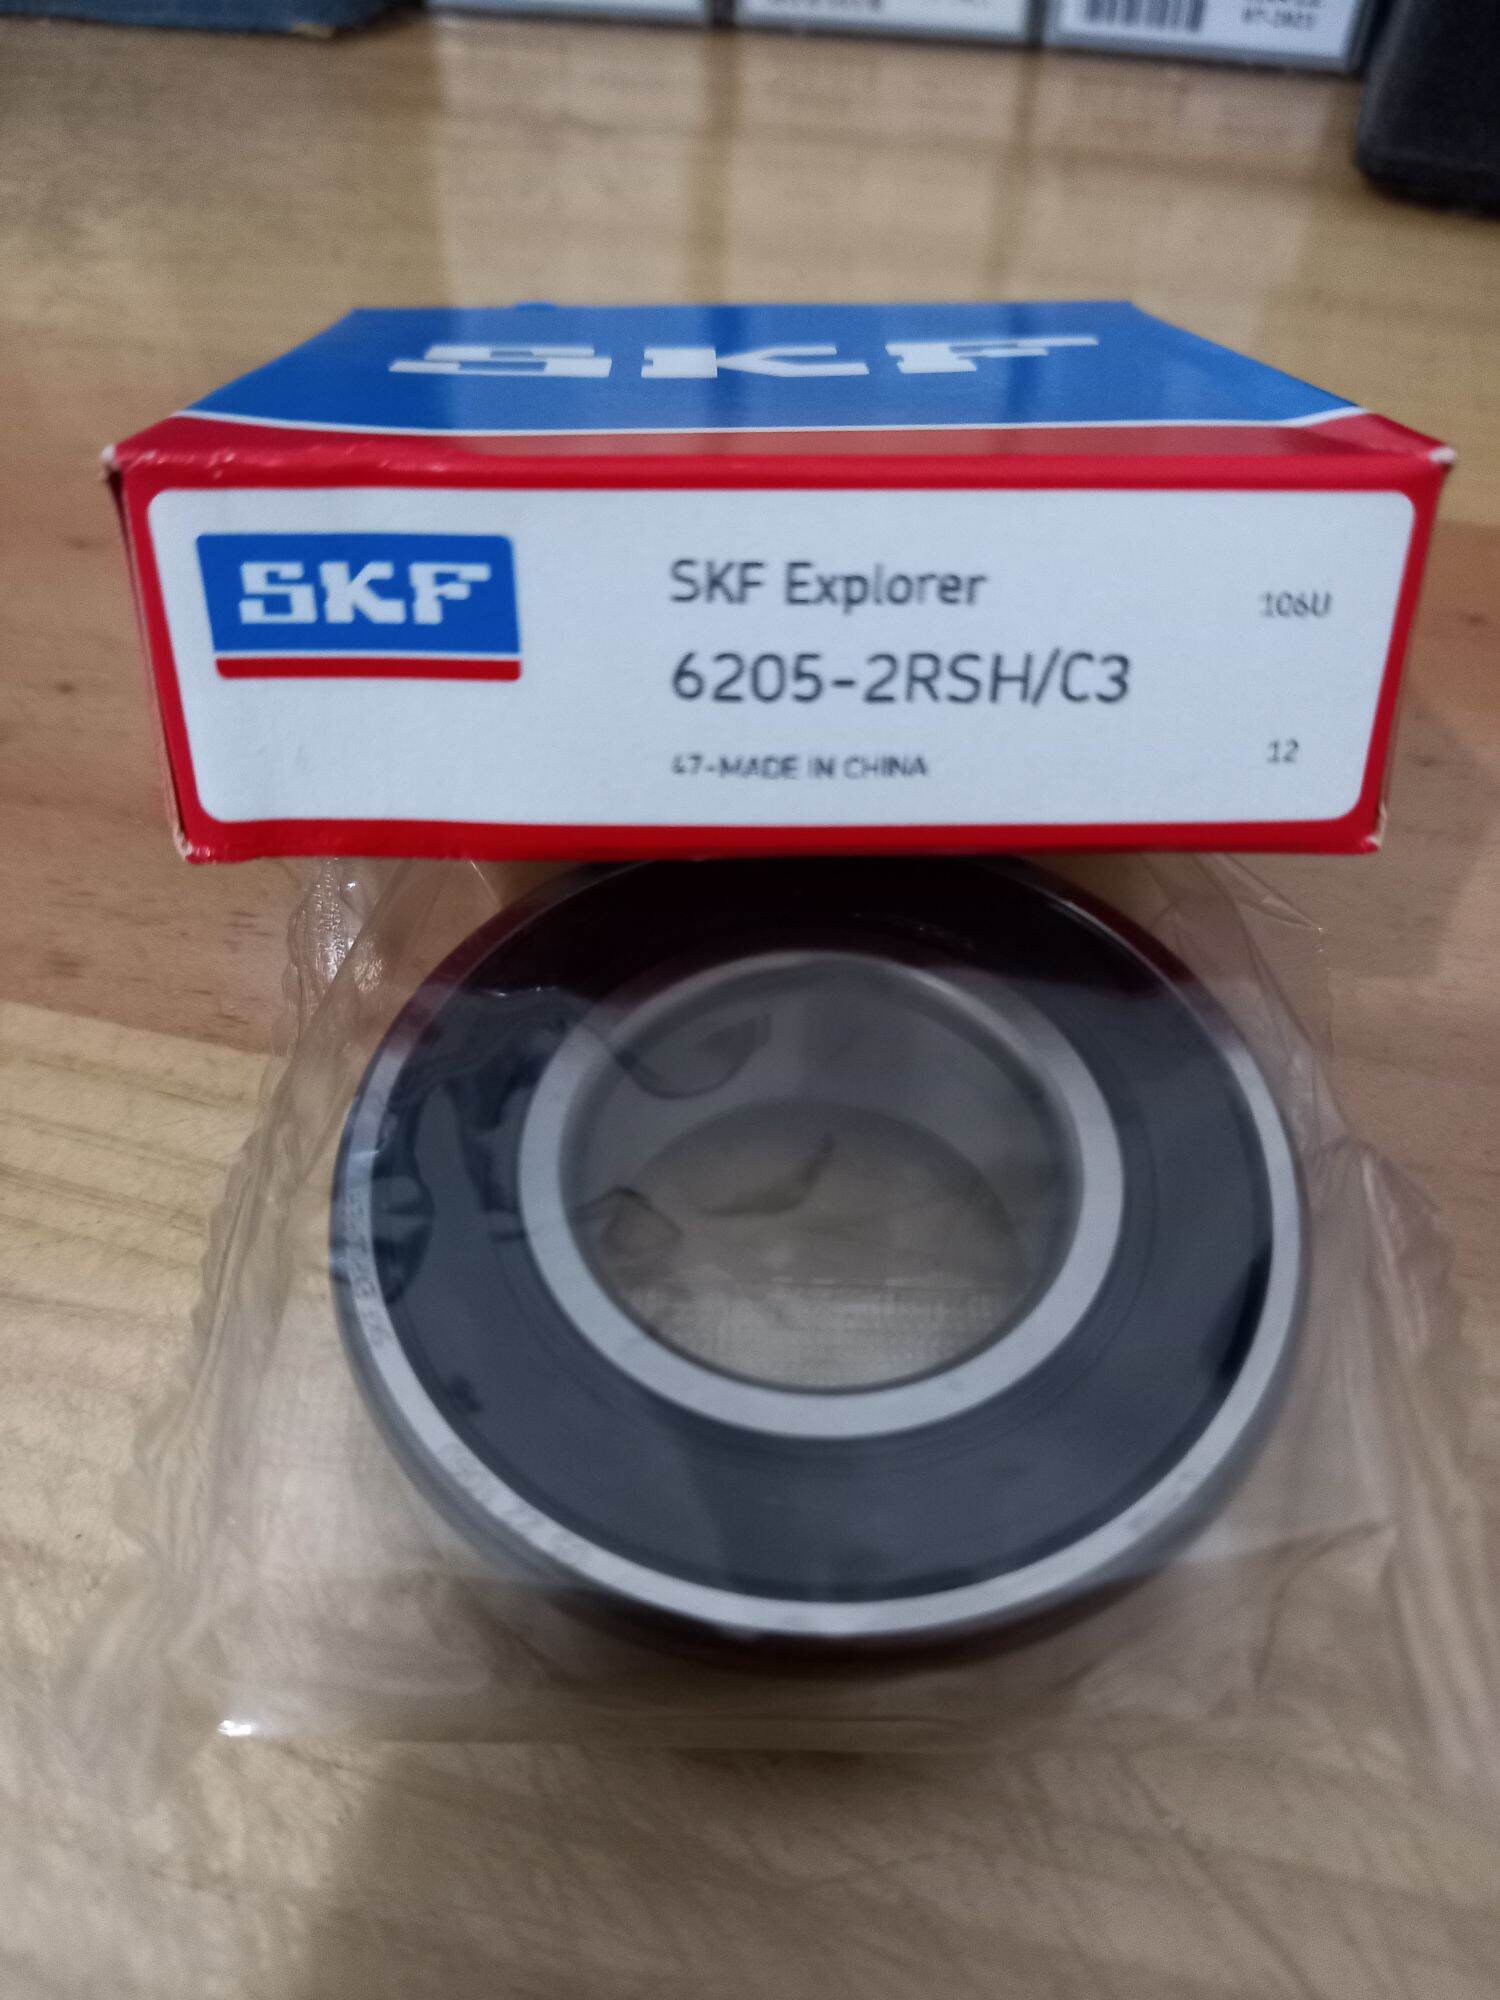 SKF
SKF
SKF Explorer
106U
6205-2RSH/C3
47-MADE IN CHINA
12